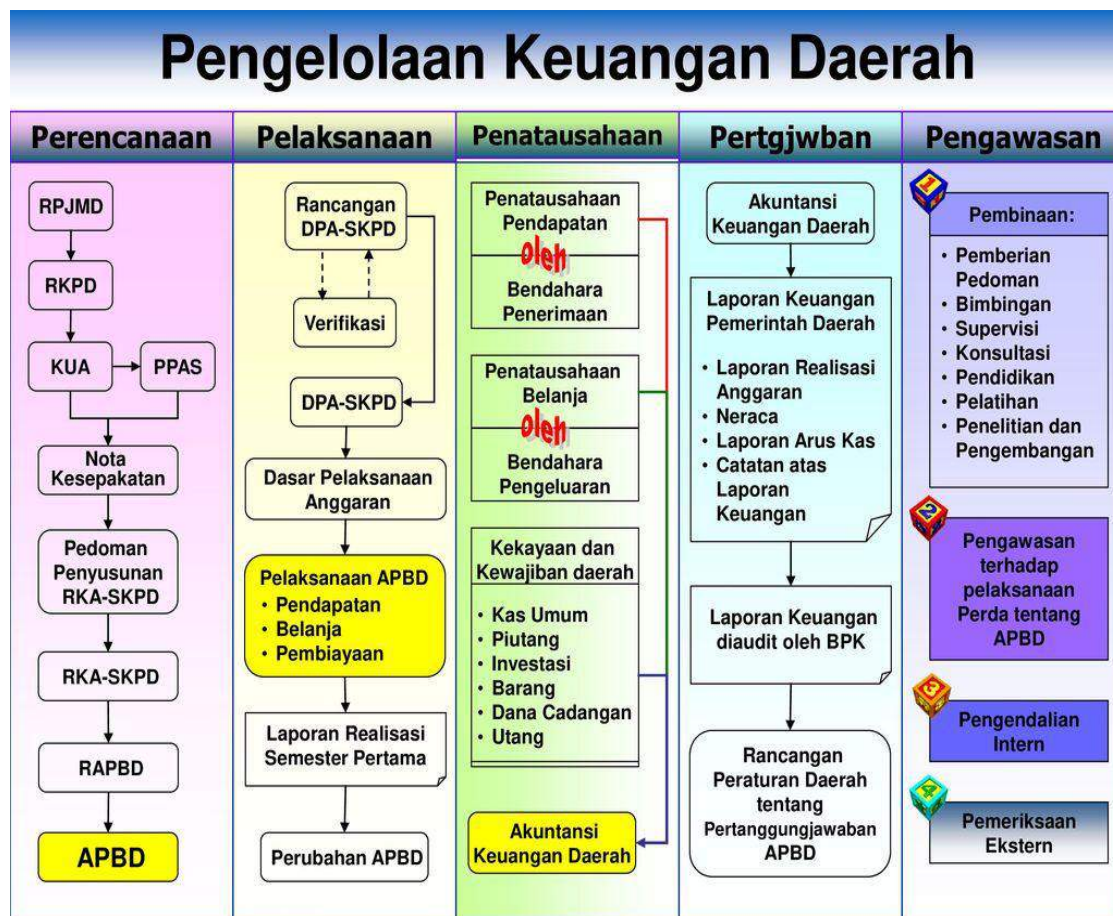 Pengelolaan Keuangan Daerah
Perencanaan
RPJMD
RKPD
KUA
PPAS
Nota
Kesepakatan
Pedoman
Penyusunan
RKA-SKPD
RKA-SKPD
RAPBD
APBD
Pelaksanaan
Rancangan
DPA-SKPD
Verifikasi
DPA-SKPD
Dasar Pelaksanaan
Anggaran
Pelaksanaan APBD
• Pendapatan
• Belanja
• Pembiayaan
Laporan Realisasi
Semester Pertama
Perubahan APBD
Penatausahaan
Penatausahaan
Pendapatan
oleh
Bendahara
Penerimaan
Penatausahaan
Belanja
oleh
Bendahara
Pengeluaran
Kekayaan dan
Kewajiban daerah
• Kas Umum
• Piutang
• Investasi
• Barang
• Dana Cadangan
• Utang
Akuntansi
Keuangan Daerah
Pertgjwban
Akuntansi
Keuangan Daerah
Laporan Keuangan
Pemerintah Daerah
• Laporan Realisasi
Anggaran
• Neraca
• Laporan Arus Kas
• Catatan atas
Laporan
Keuangan
Laporan Keuangan
diaudit oleh BPK
Rancangan
Peraturan Daerah
tentang
Pertanggungjawaban
APBD
Pengawasan
1
Pembinaan:
• Pemberian
Pedoman
• Bimbingan
• Supervisi
• Konsultasi
• Pendidikan
• Pelatihan
• Penelitian dan
Pengembangan
2
Pengawasan
terhadap
pelaksanaan
Perda tentang
APBD
3
Pengendalian
Intern
4
Pemeriksaan
Ekstern